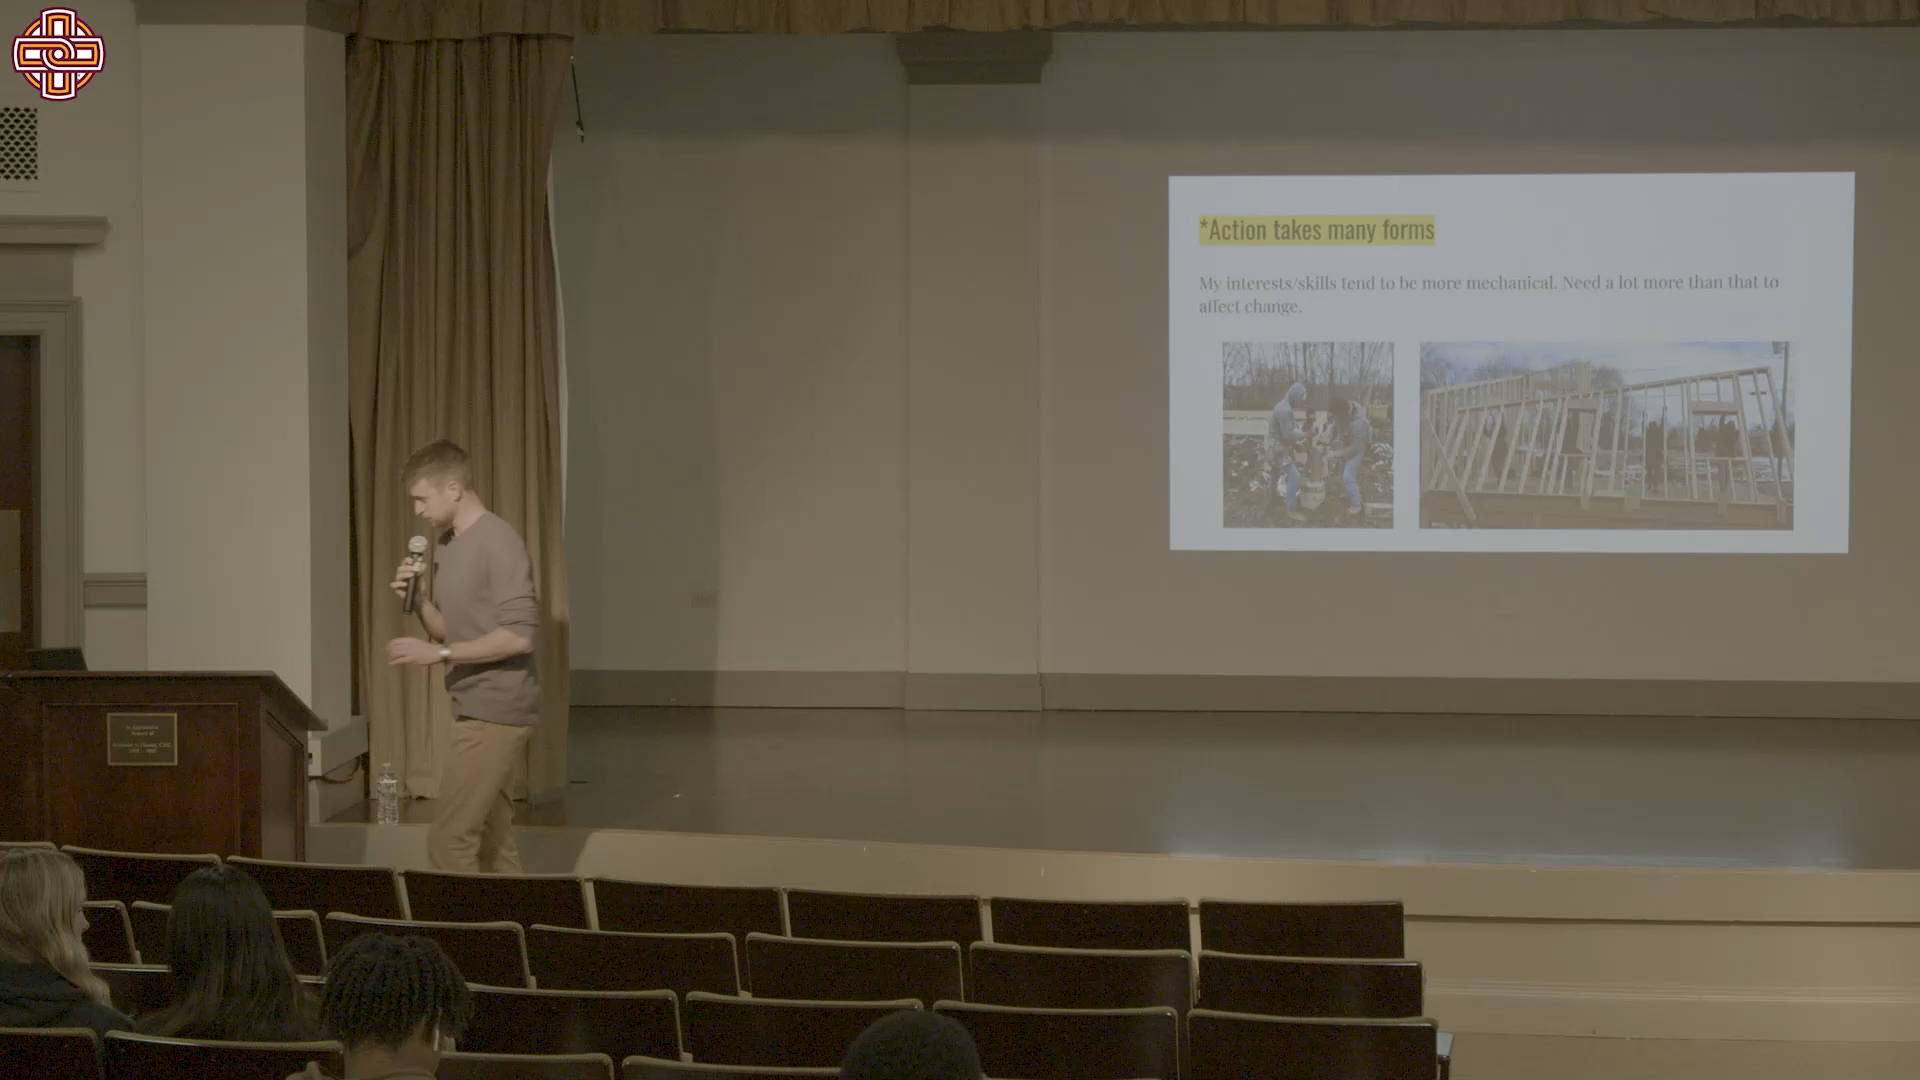 *Action takes many forms
My interests/skills tend to be more mechanical. Need a lot more than that to
affect change.